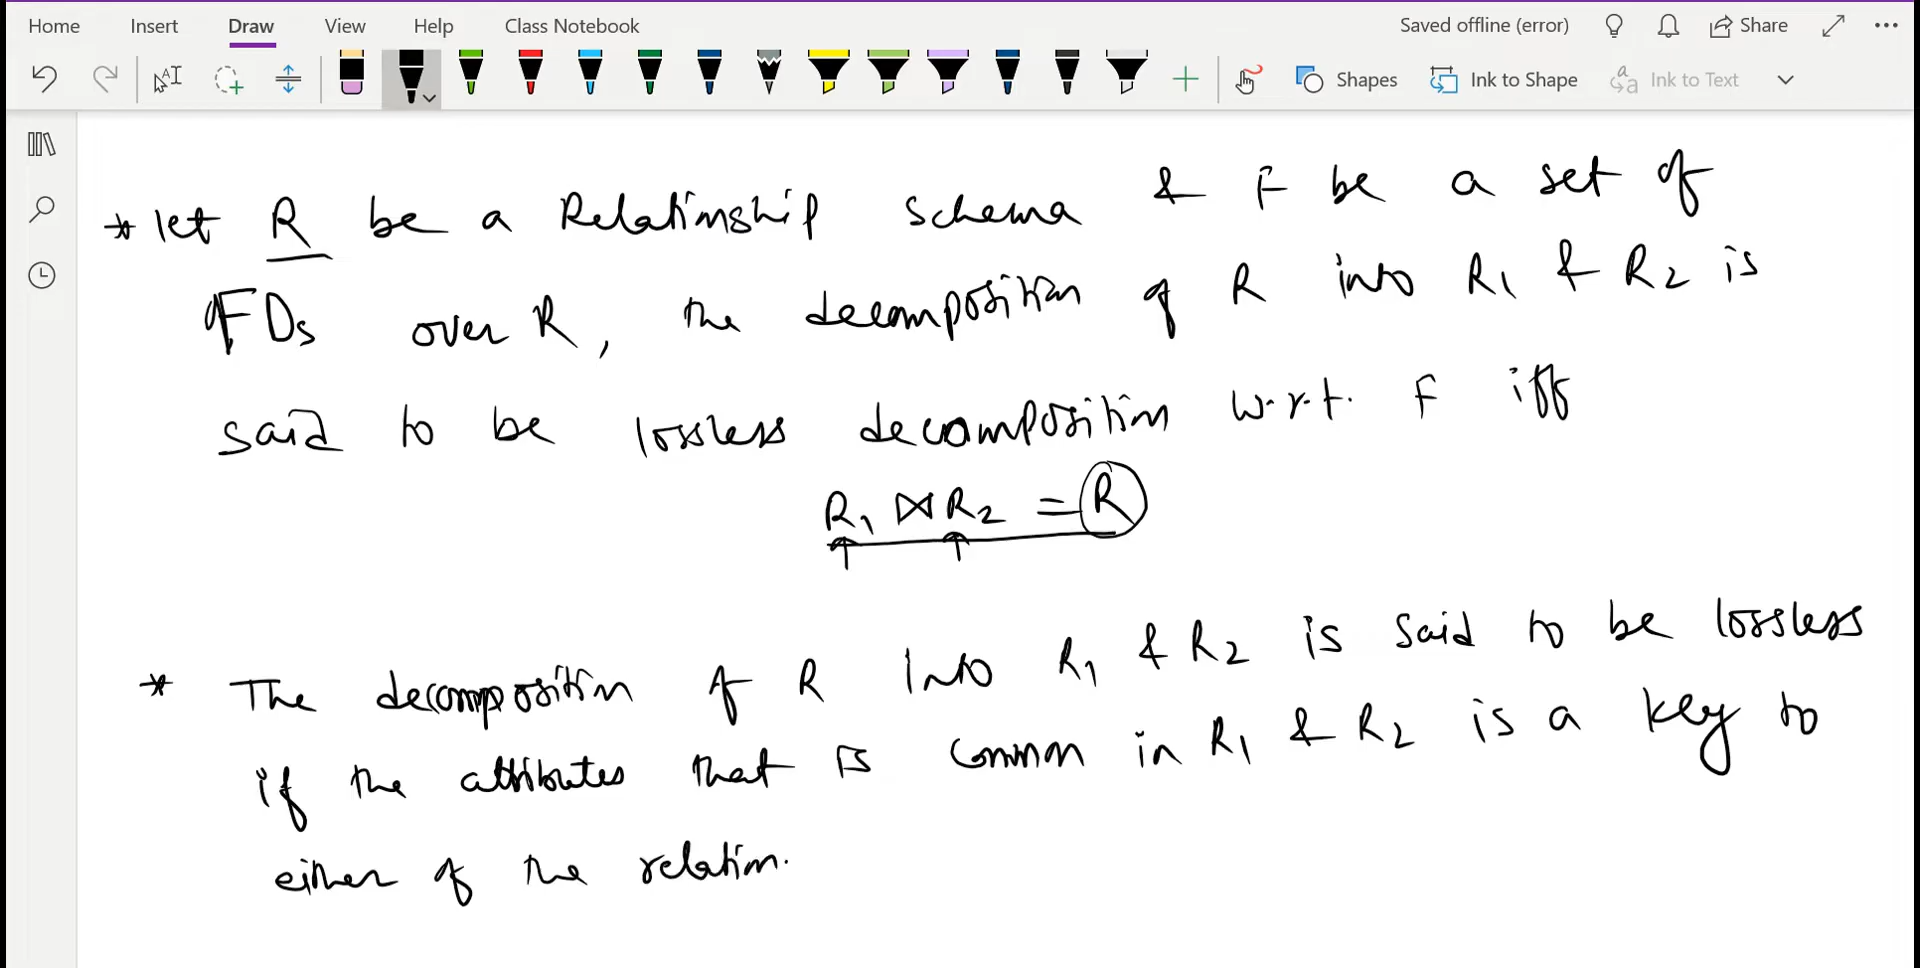 Home Insert Draw View Help Class Notebook Saved offline (error) Share
Shapes Ink to Shape Ink to Text
* let R be a Relationship schema & F be a set of
FDs over R, the decomposition of R into R1 & R2 is
said to be lossless decomposition w.r.t. F iff
R1 ⋈ R2 = R
* The decomposition of R Into R1 & R2 is said to be lossless
if the attributes that is common in R1 & R2 is a key to
either of the relation.